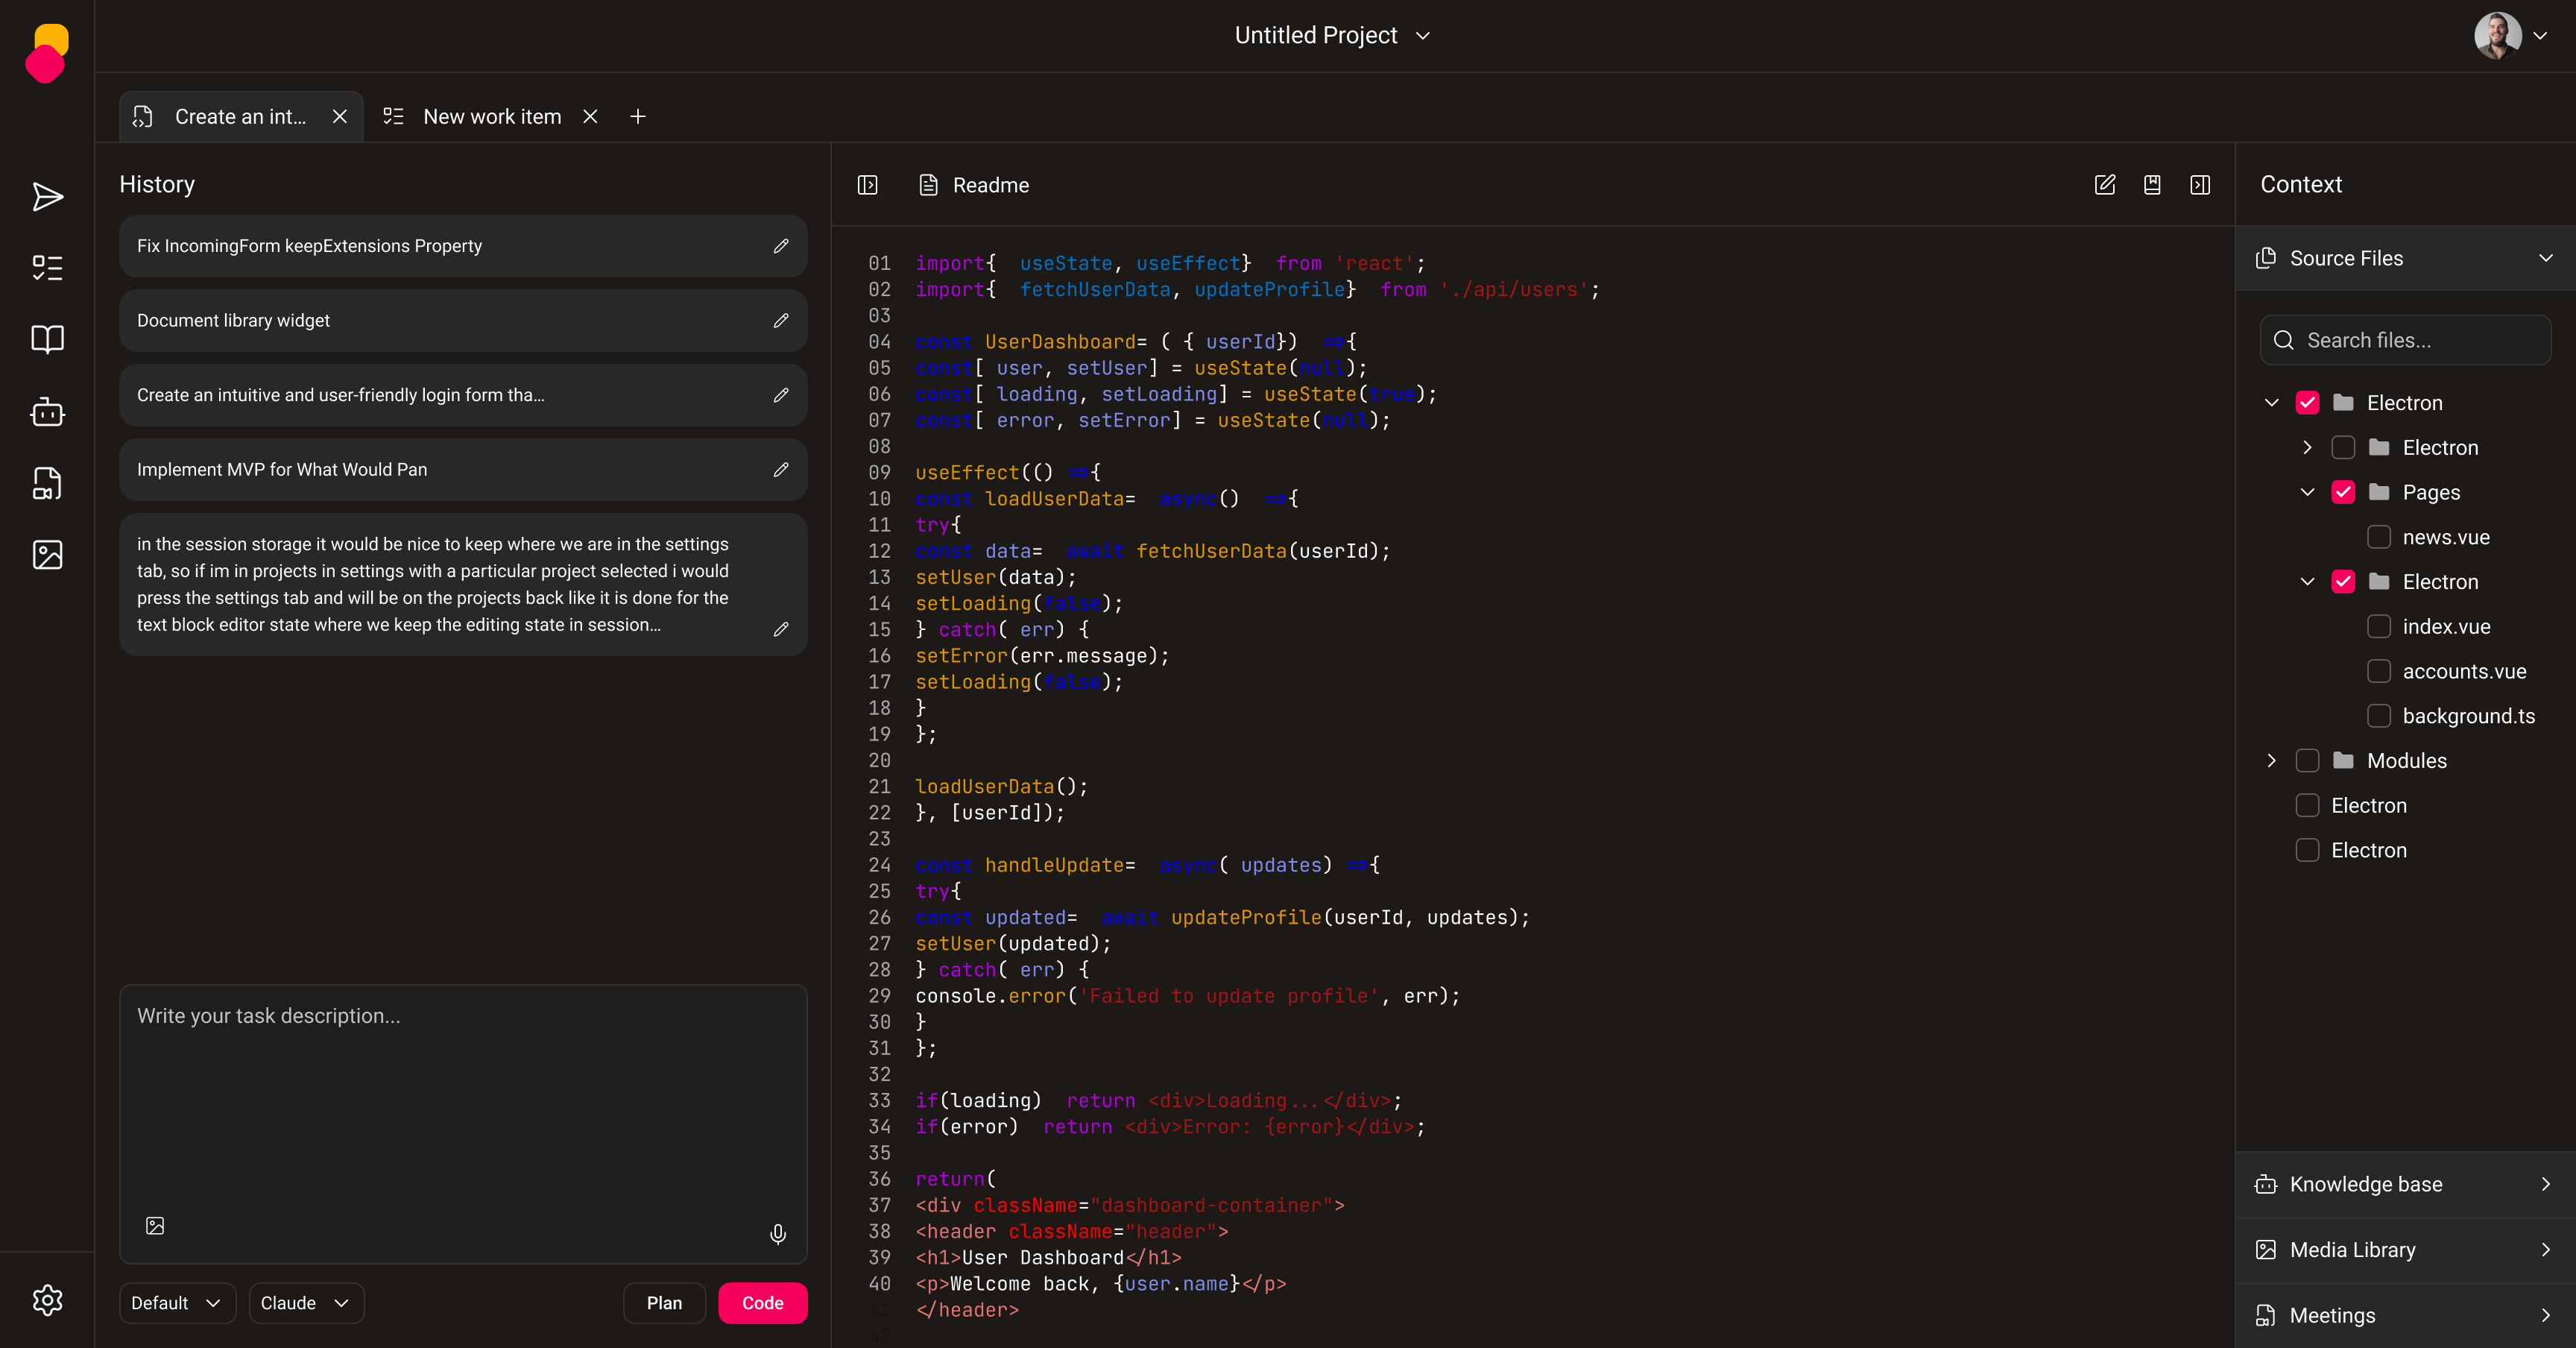 Untitled Project
Create an int...
New work item
History
Fix IncomingForm keepExtensions Property
Document library widget
Create an intuitive and user-friendly login form tha...
Implement MVP for What Would Pan
in the session storage it would be nice to keep where we are in the settings
tab, so if im in projects in settings with a particular project selected i would
press the settings tab and will be on the projects back like it is done for the
text block editor state where we keep the editing state in session...
Write your task description...
Default
Claude
Plan
Code
Readme
01 import{  useState, useEffect}  from 'react';
02 import{  fetchUserData, updateProfile}  from './api/users';
03
04 const UserDashboard= ( { userId})  =>{
05 const[ user, setUser] = useState(null);
06 const[ loading, setLoading] = useState(true);
07 const[ error, setError] = useState(null);
08
09 useEffect(() =>{
10 const loadUserData=  async()  =>{
11 try{
12 const data=  await fetchUserData(userId);
13 setUser(data);
14 setLoading(false);
15 } catch( err) {
16 setError(err.message);
17 setLoading(false);
18 }
19 };
20
21 loadUserData();
22 }, [userId]);
23
24 const handleUpdate=  async( updates) =>{
25 try{
26 const updated=  await updateProfile(userId, updates);
27 setUser(updated);
28 } catch( err) {
29 console.error('Failed to update profile', err);
30 }
31 };
32
33 if(loading)  return <div>Loading...</div>;
34 if(error)  return <div>Error: {error}</div>;
35
36 return(
37 <div className="dashboard-container">
38 <header className="header">
39 <h1>User Dashboard</h1>
40 <p>Welcome back, {user.name}</p>
41 </header>
42
Context
Source Files
Search files...
Electron
Electron
Pages
news.vue
Electron
index.vue
accounts.vue
background.ts
Modules
Electron
Electron
Knowledge base
Media Library
Meetings